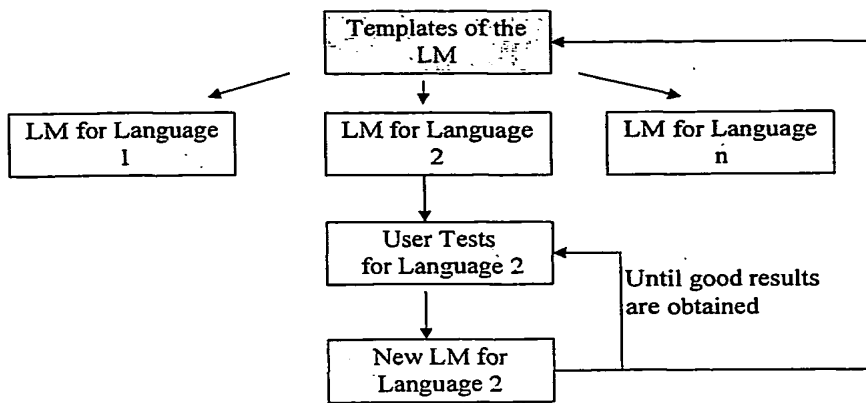 Templates of the
LM
LM for Language
1
LM for Language
2
LM for Language
n
User Tests
for Language 2
Until good results
are obtained
New LM for
Language 2